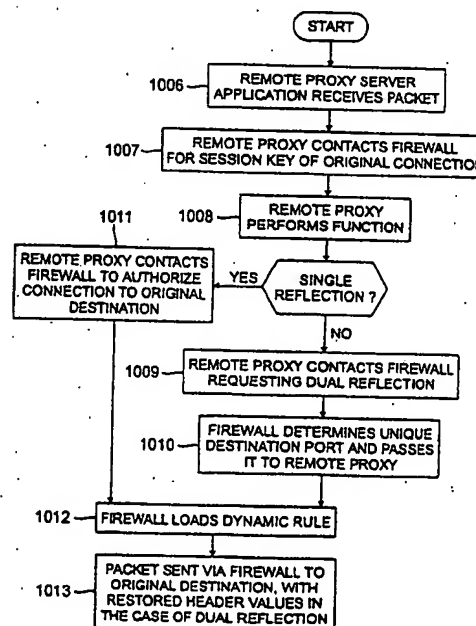 START
1006
REMOTE PROXY SERVER
APPLICATION RECEIVES PACKET
1007
REMOTE PROXY CONTACTS FIREWALL
FOR SESSION KEY OF ORIGINAL CONNECTION
1008
REMOTE PROXY
PERFORMS FUNCTION
SINGLE
REFLECTION ?
YES
1011
REMOTE PROXY CONTACTS
FIREWALL TO AUTHORIZE
CONNECTION TO ORIGINAL
DESTINATION
NO
1009
REMOTE PROXY CONTACTS FIREWALL
REQUESTING DUAL REFLECTION
1010
FIREWALL DETERMINES UNIQUE
DESTINATION PORT AND PASSES
IT TO REMOTE PROXY
1012
FIREWALL LOADS DYNAMIC RULE
1013
PACKET SENT VIA FIREWALL TO
ORIGINAL DESTINATION, WITH
RESTORED HEADER VALUES IN
THE CASE OF DUAL REFLECTION